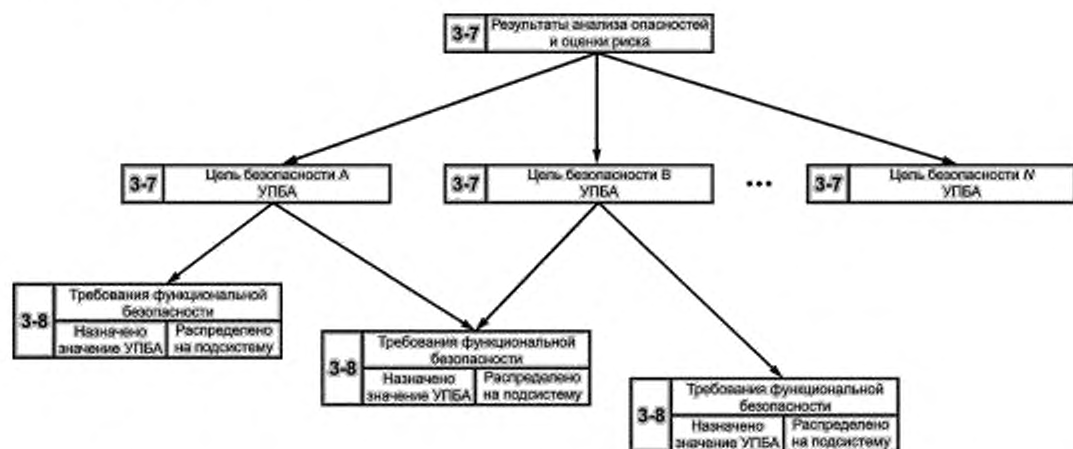 3-7
Результаты анализа опасностей
и оценки риска
3-7
Цель безопасности А
УПБА
3-7
Цель безопасности В
УПБА
•••
3-7
Цель безопасности N
УПБА
3-8
Требования функциональной
безопасности
Назначено
значение УПБА
Распределено
на подсистему
3-8
Требования функциональной
безопасности
Назначено
значение УПБА
Распределено
на подсистему
3-8
Требования функциональной
безопасности
Назначено
значение УПБА
Распределено
на подсистему